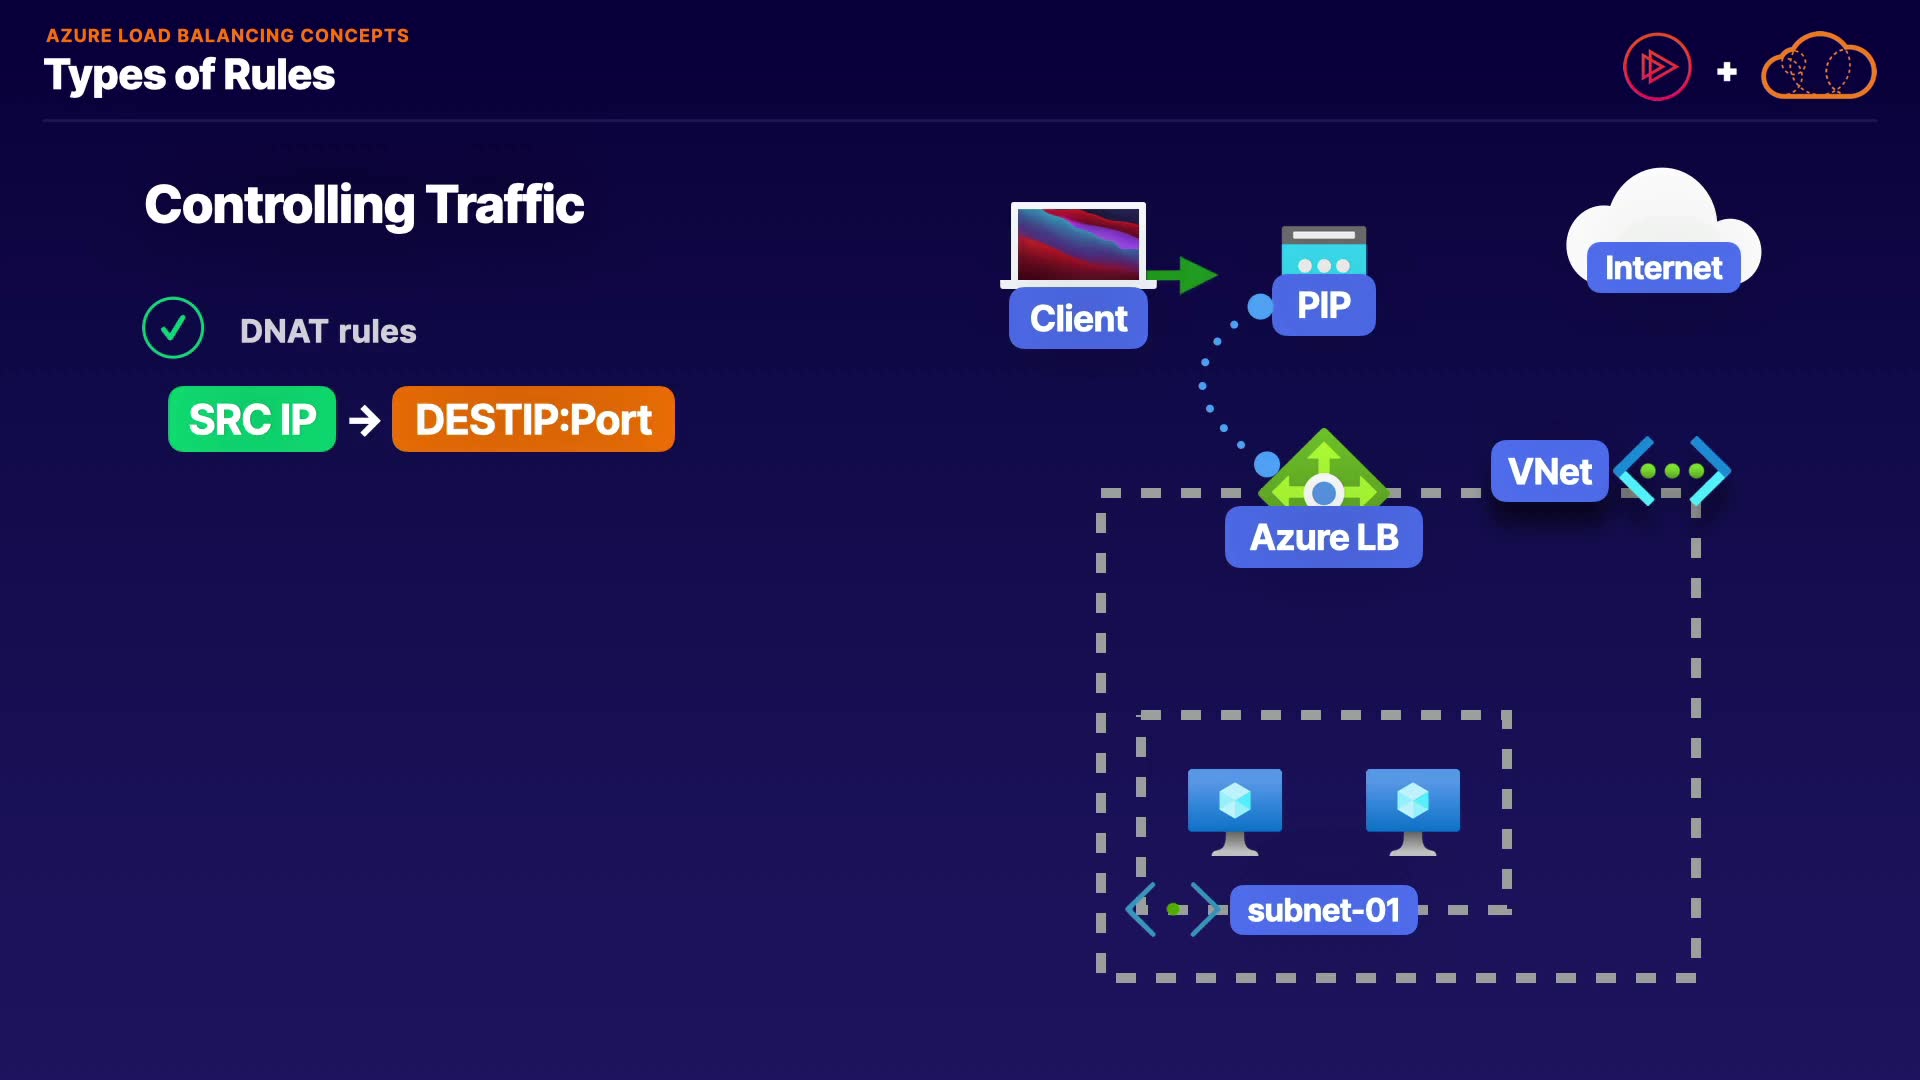 AZURE LOAD BALANCING CONCEPTS
Types of Rules
Controlling Traffic
DNAT rules
SRC IP → DESTIP:Port
Client
PIP
Internet
VNet
Azure LB
subnet-01